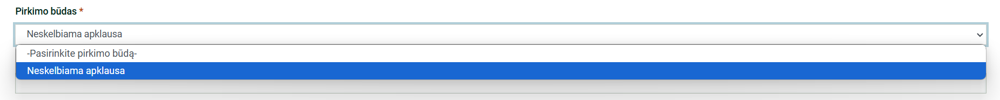 Pirkimo būdas *
Neskelbiama apklausa
-Pasirinkite pirkimo būdą-
Neskelbiama apklausa